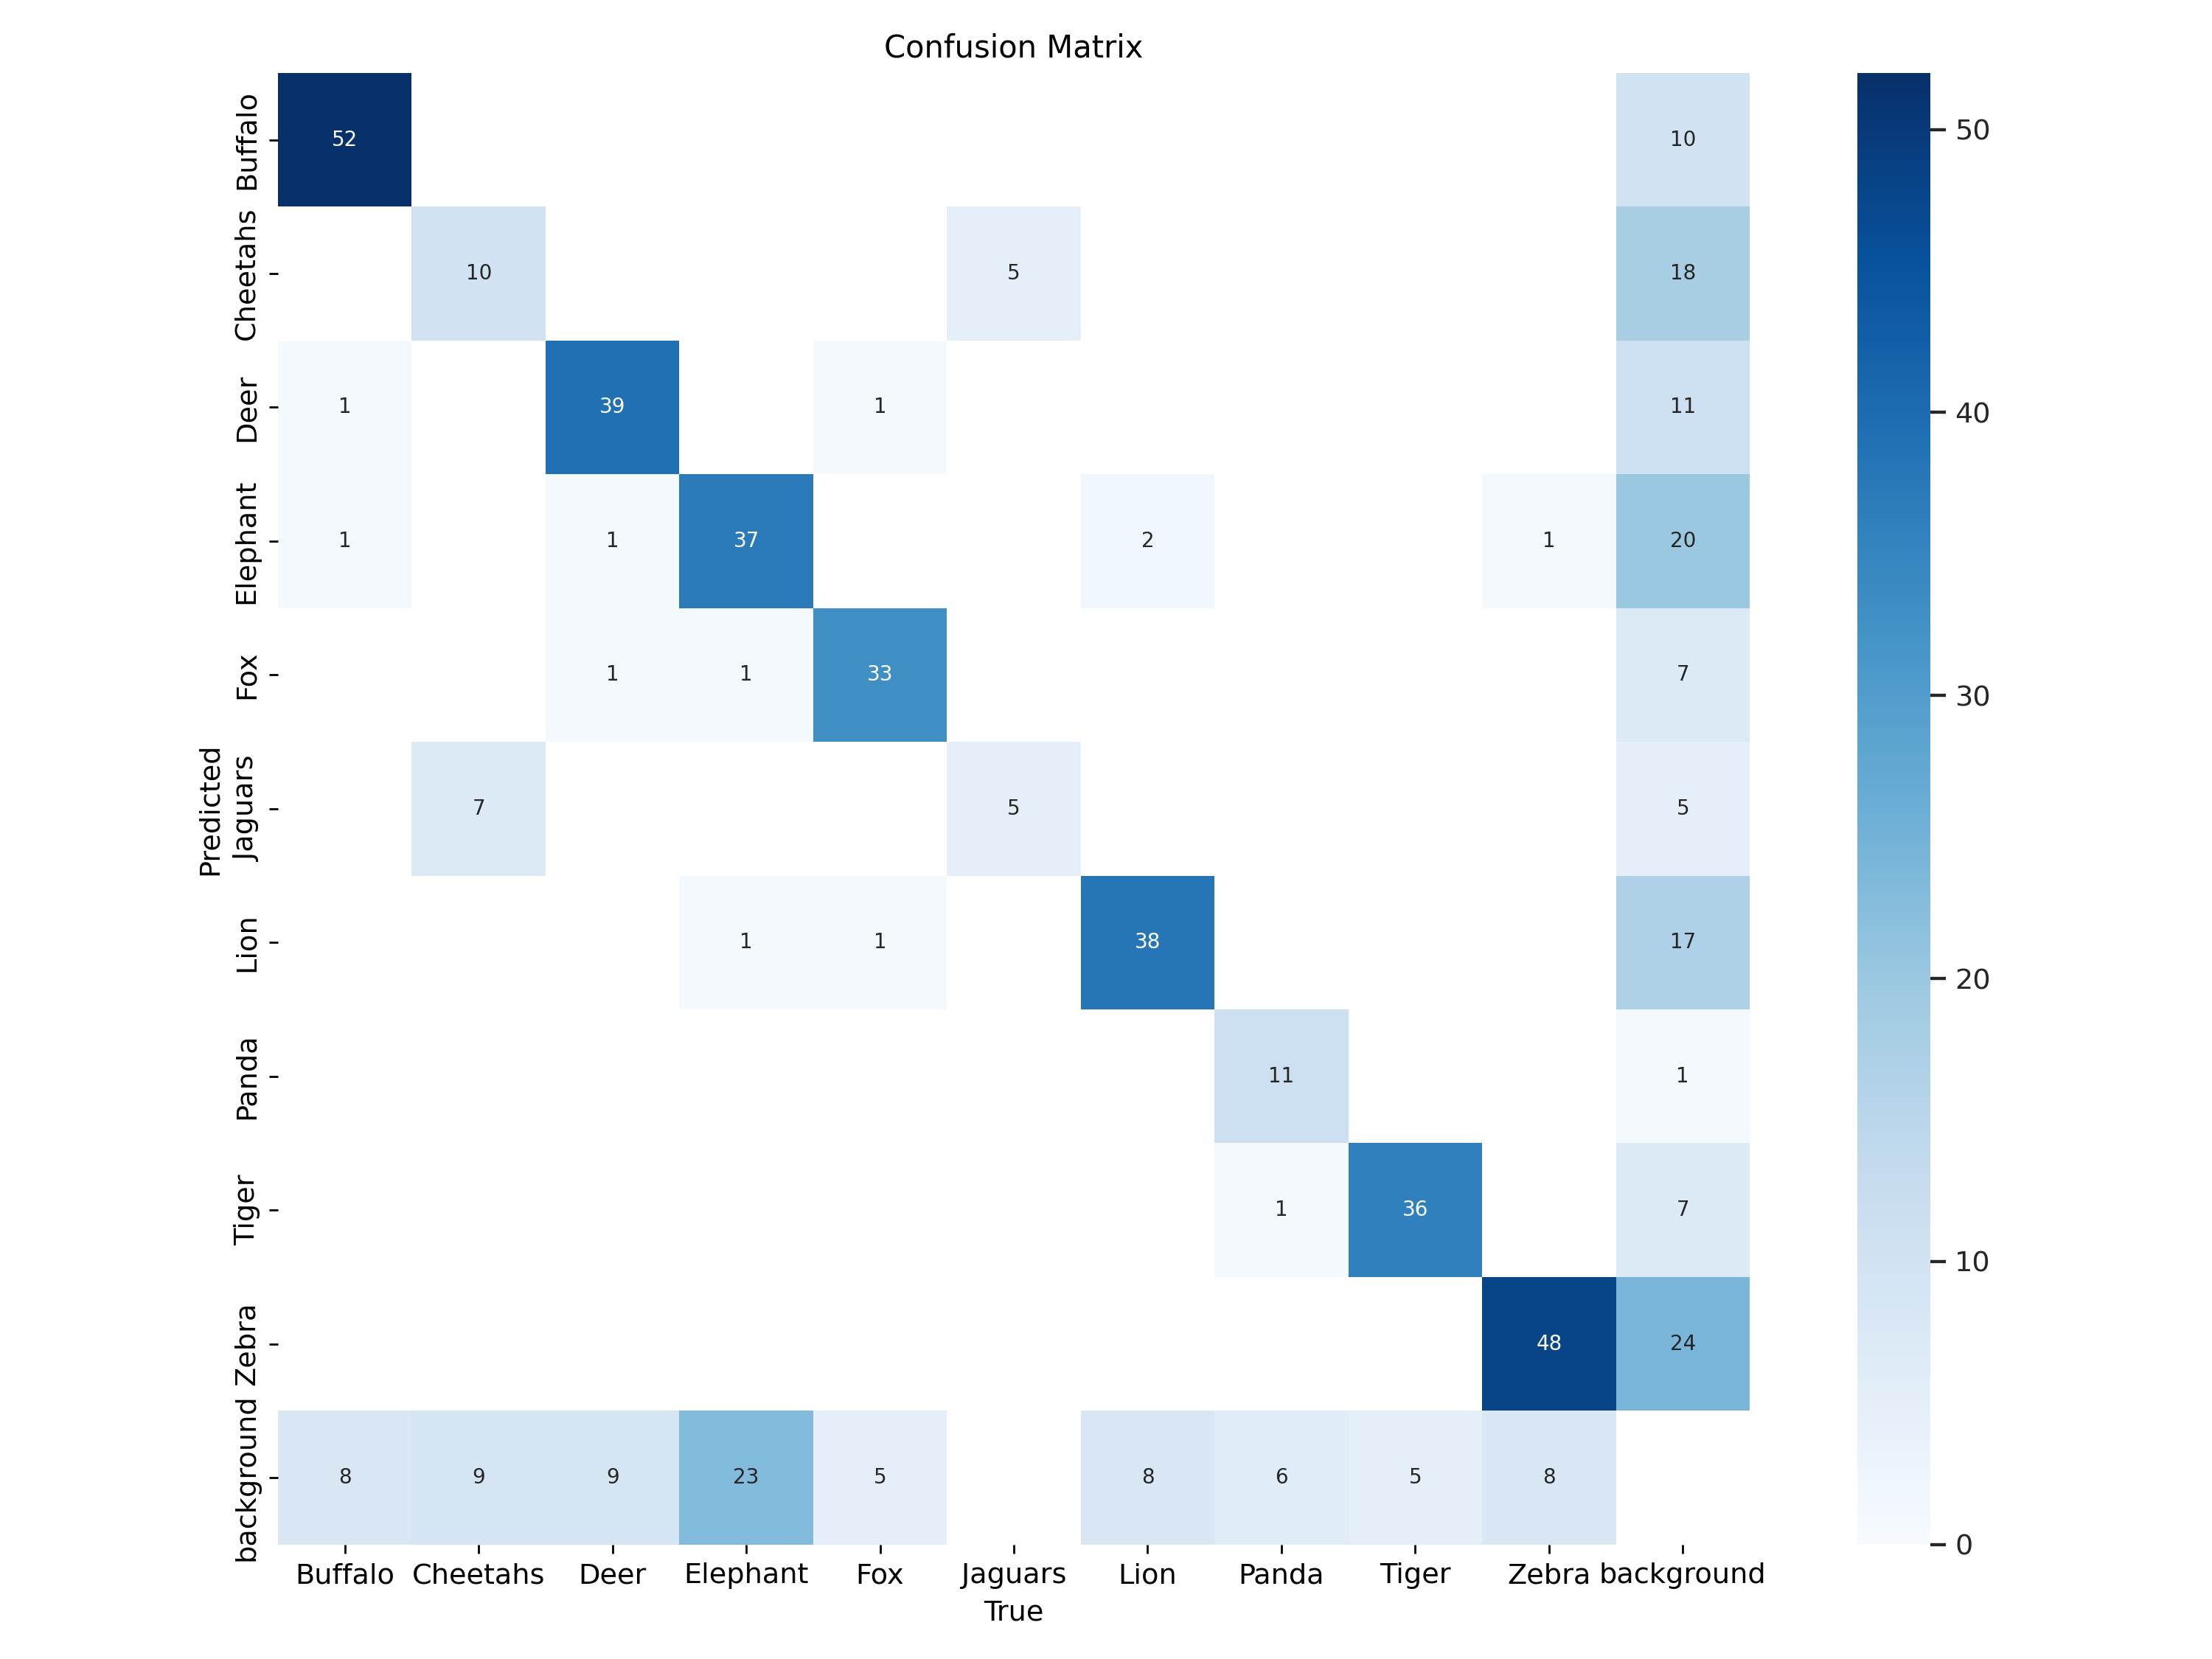 Confusion Matrix
Predicted
Buffalo 52 10
Cheetahs 10 5 18
Deer 1 39 1 11
Elephant 1 1 37 2 1 20
Fox 1 1 33 7
Jaguars 7 5 5
Lion 1 1 38 17
Panda 11 1
Tiger 1 36 7
Zebra 48 24
background 8 9 9 23 5 8 6 5 8
Buffalo Cheetahs Deer Elephant Fox Jaguars Lion Panda Tiger Zebra background
True
50
40
30
20
10
0